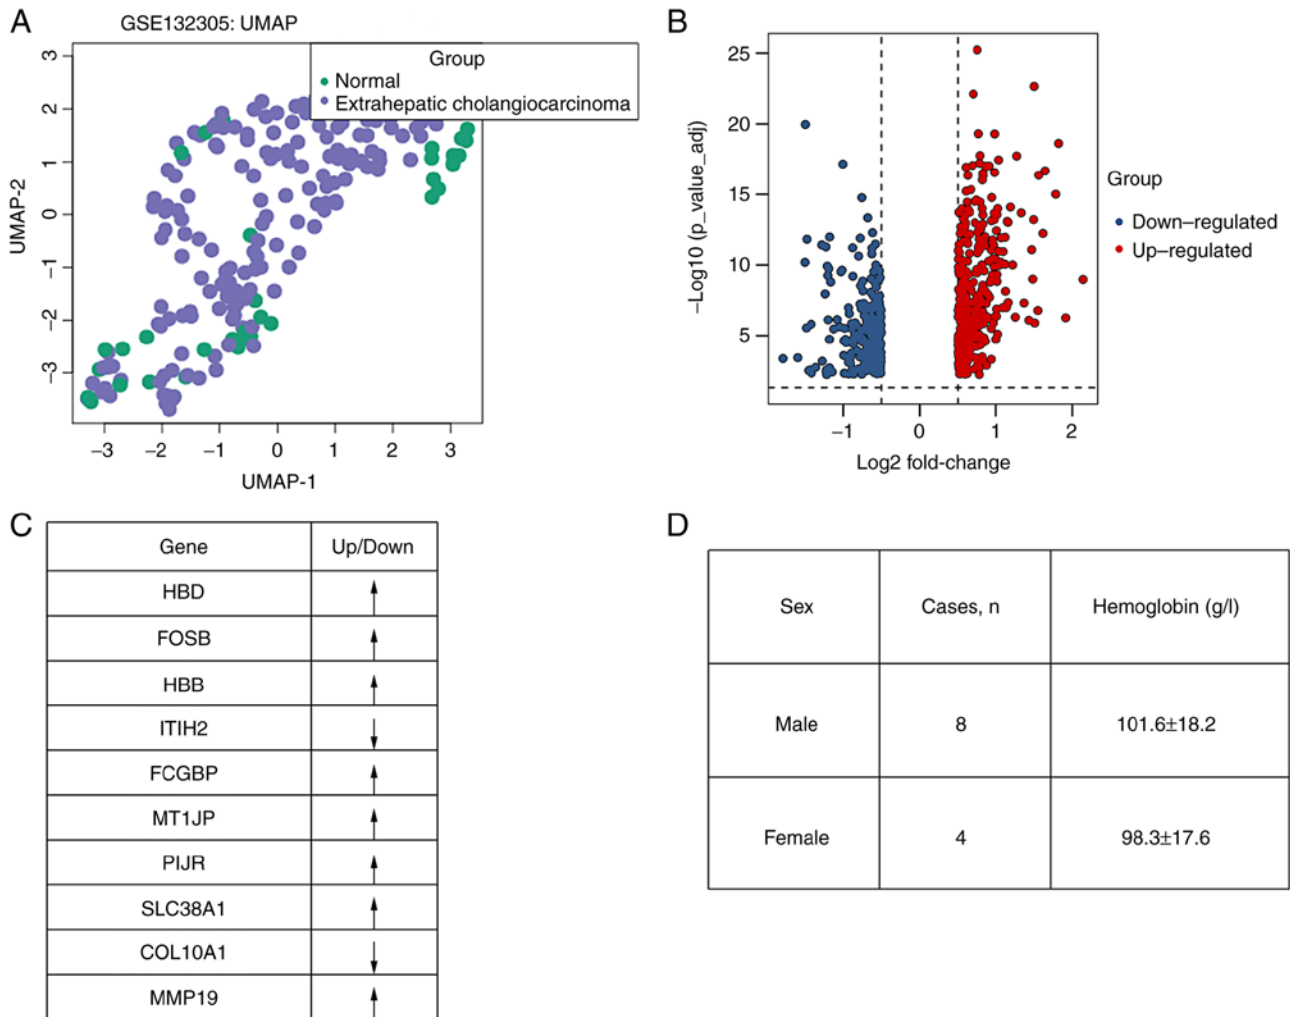 A
GSE132305: UMAP
Group
Normal
Extrahepatic cholangiocarcinoma
UMAP-2
3
2
1
0
−1
−2
−3
−3 −2 −1 0 1 2 3
UMAP-1
B
−Log10 (p_value_adj)
25
20
15
10
5
−1 0 1 2
Log2 fold-change
Group
Down−regulated
Up−regulated
C
Gene Up/Down
HBD
FOSB
HBB
ITIH2
FCGBP
MT1JP
PIJR
SLC38A1
COL10A1
MMP19
D
Sex Cases, n Hemoglobin (g/l)
Male 8 101.6±18.2
Female 4 98.3±17.6